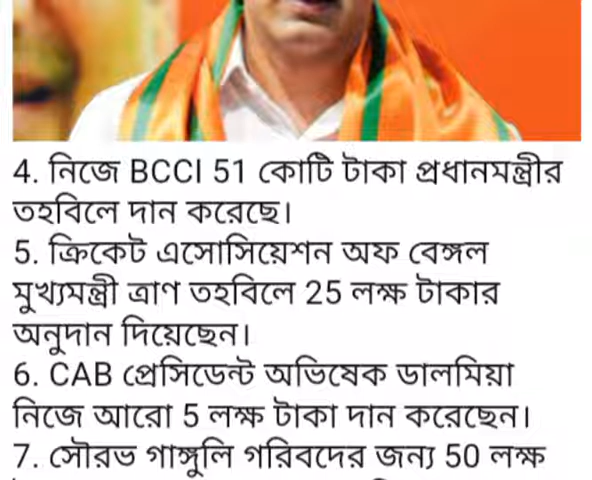 4. নিজে BCCI 51 কোটি টাকা প্রধানমন্ত্রীর
তহবিলে দান করেছে।
5. ক্রিকেট এসোসিয়েশন অফ বেঙ্গল
মুখ্যমন্ত্রী ত্রাণ তহবিলে 25 লক্ষ টাকার
অনুদান দিয়েছেন।
6. CAB প্রেসিডেন্ট অভিষেক ডালমিয়া
নিজে আরো 5 লক্ষ টাকা দান করেছেন।
7. সৌরভ গাঙ্গুলি গরিবদের জন্য 50 লক্ষ